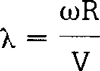 λ = ωR / V